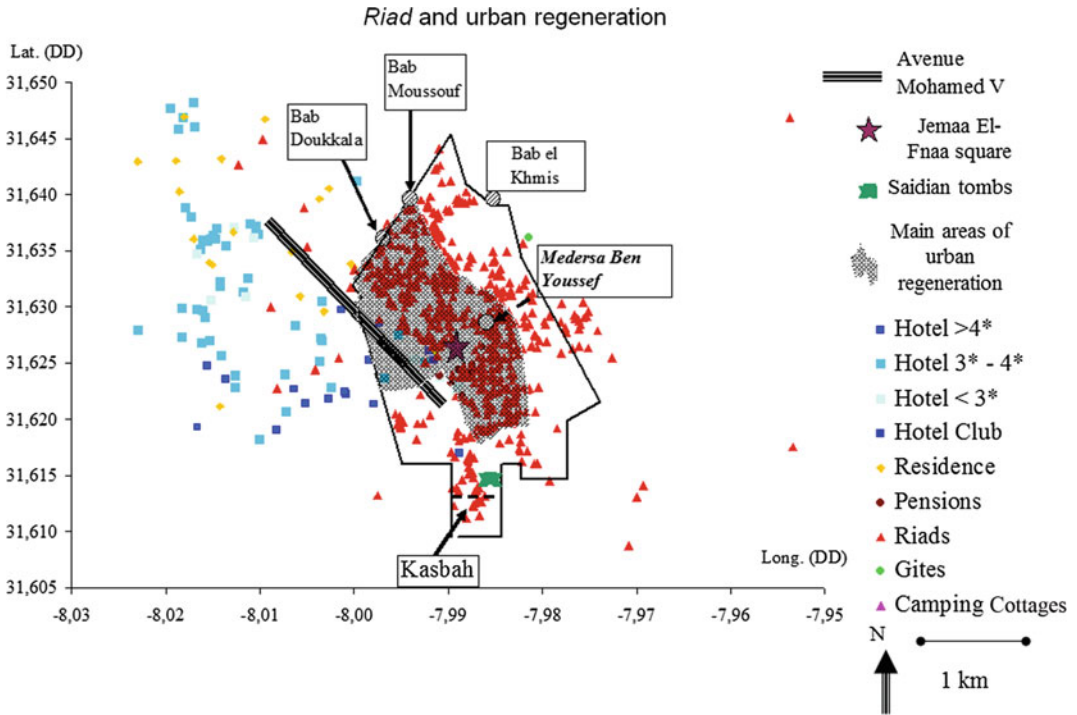 Riad and urban regeneration
Lat. (DD)
31,650
31,645
31,640
31,635
31,630
31,625
31,620
31,615
31,610
31,605
-8,03
-8,02
-8,01
-8,00
-7,99
-7,98
-7,97
-7,96
-7,95
Long. (DD)
Bab
Moussouf
Bab
Doukkala
Bab el
Khmis
Medersa Ben
Youssef
Kasbah
Avenue
Mohamed V
Jemaa El-
Fnaa square
Saidian tombs
Main areas of
urban
regeneration
Hotel >4*
Hotel 3* - 4*
Hotel < 3*
Hotel Club
Residence
Pensions
Riads
Gites
Camping Cottages
N
1 km